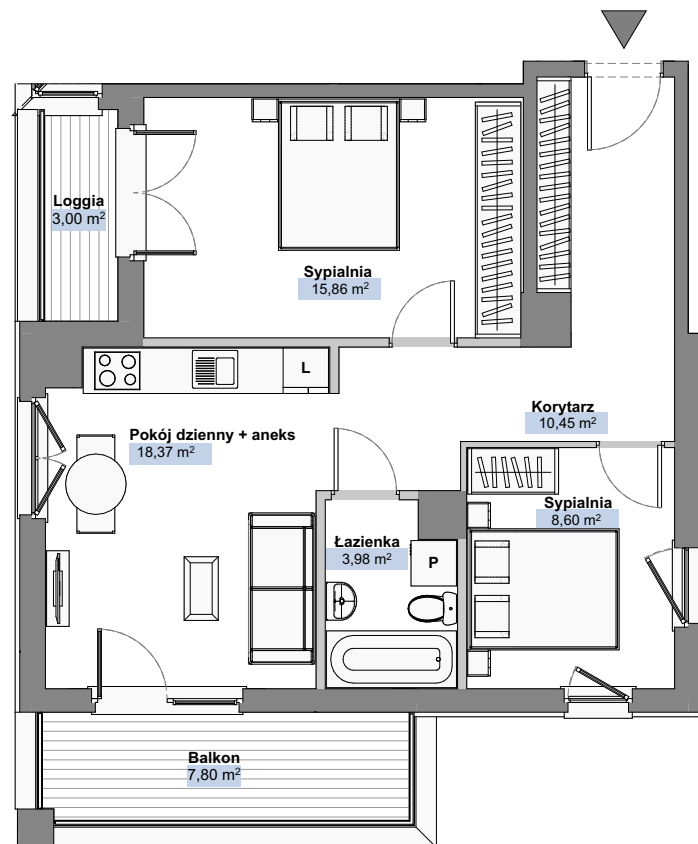 Loggia
3,00 m²
Sypialnia
15,86 m²
L
Korytarz
10,45 m²
Pokój dzienny + aneks
18,37 m²
Sypialnia
8,60 m²
Łazienka
3,98 m²
P
Balkon
7,80 m²